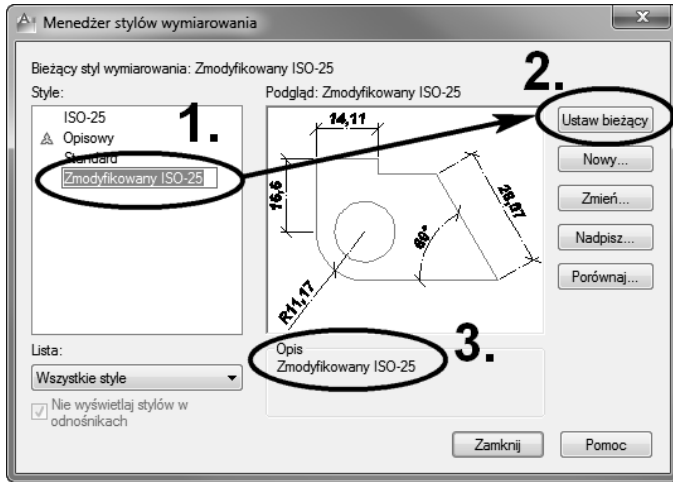 Menedżer stylów wymiarowania
Bieżący styl wymiarowania: Zmodyfikowany ISO-25
Style:
ISO-25
Opisowy
Standard
Zmodyfikowany ISO-25
1.
Podgląd: Zmodyfikowany ISO-25
14,11
16,6
28,07
60°
R11,17
2.
Ustaw bieżący
Nowy...
Zmień...
Nadpisz...
Porównaj...
Lista:
Wszystkie style
Nie wyświetlaj stylów w
odnośnikach
Opis
Zmodyfikowany ISO-25
3.
Zamknij
Pomoc